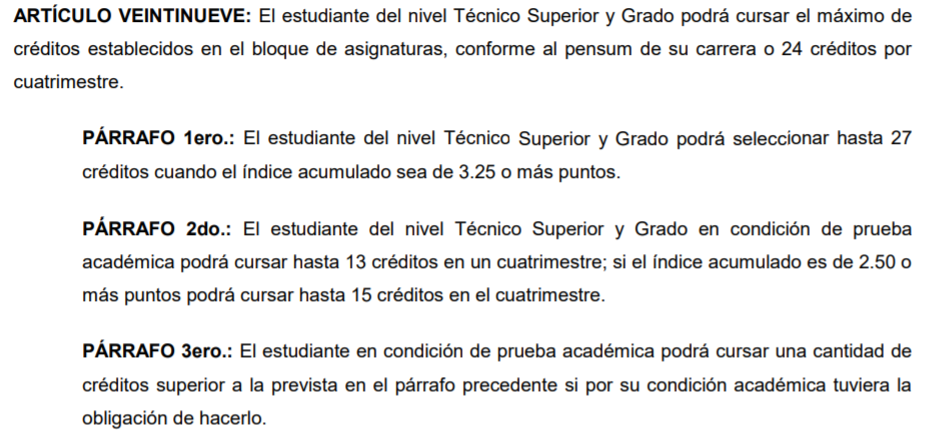 ARTÍCULO VEINTINUEVE: El estudiante del nivel Técnico Superior y Grado podrá cursar el máximo de
créditos establecidos en el bloque de asignaturas, conforme al pensum de su carrera o 24 créditos por
cuatrimestre.
PÁRRAFO 1ero.: El estudiante del nivel Técnico Superior y Grado podrá seleccionar hasta 27
créditos cuando el índice acumulado sea de 3.25 o más puntos.
PÁRRAFO 2do.: El estudiante del nivel Técnico Superior y Grado en condición de prueba
académica podrá cursar hasta 13 créditos en un cuatrimestre; si el índice acumulado es de 2.50 o
más puntos podrá cursar hasta 15 créditos en el cuatrimestre.
PÁRRAFO 3ero.: El estudiante en condición de prueba académica podrá cursar una cantidad de
créditos superior a la prevista en el párrafo precedente si por su condición académica tuviera la
obligación de hacerlo.